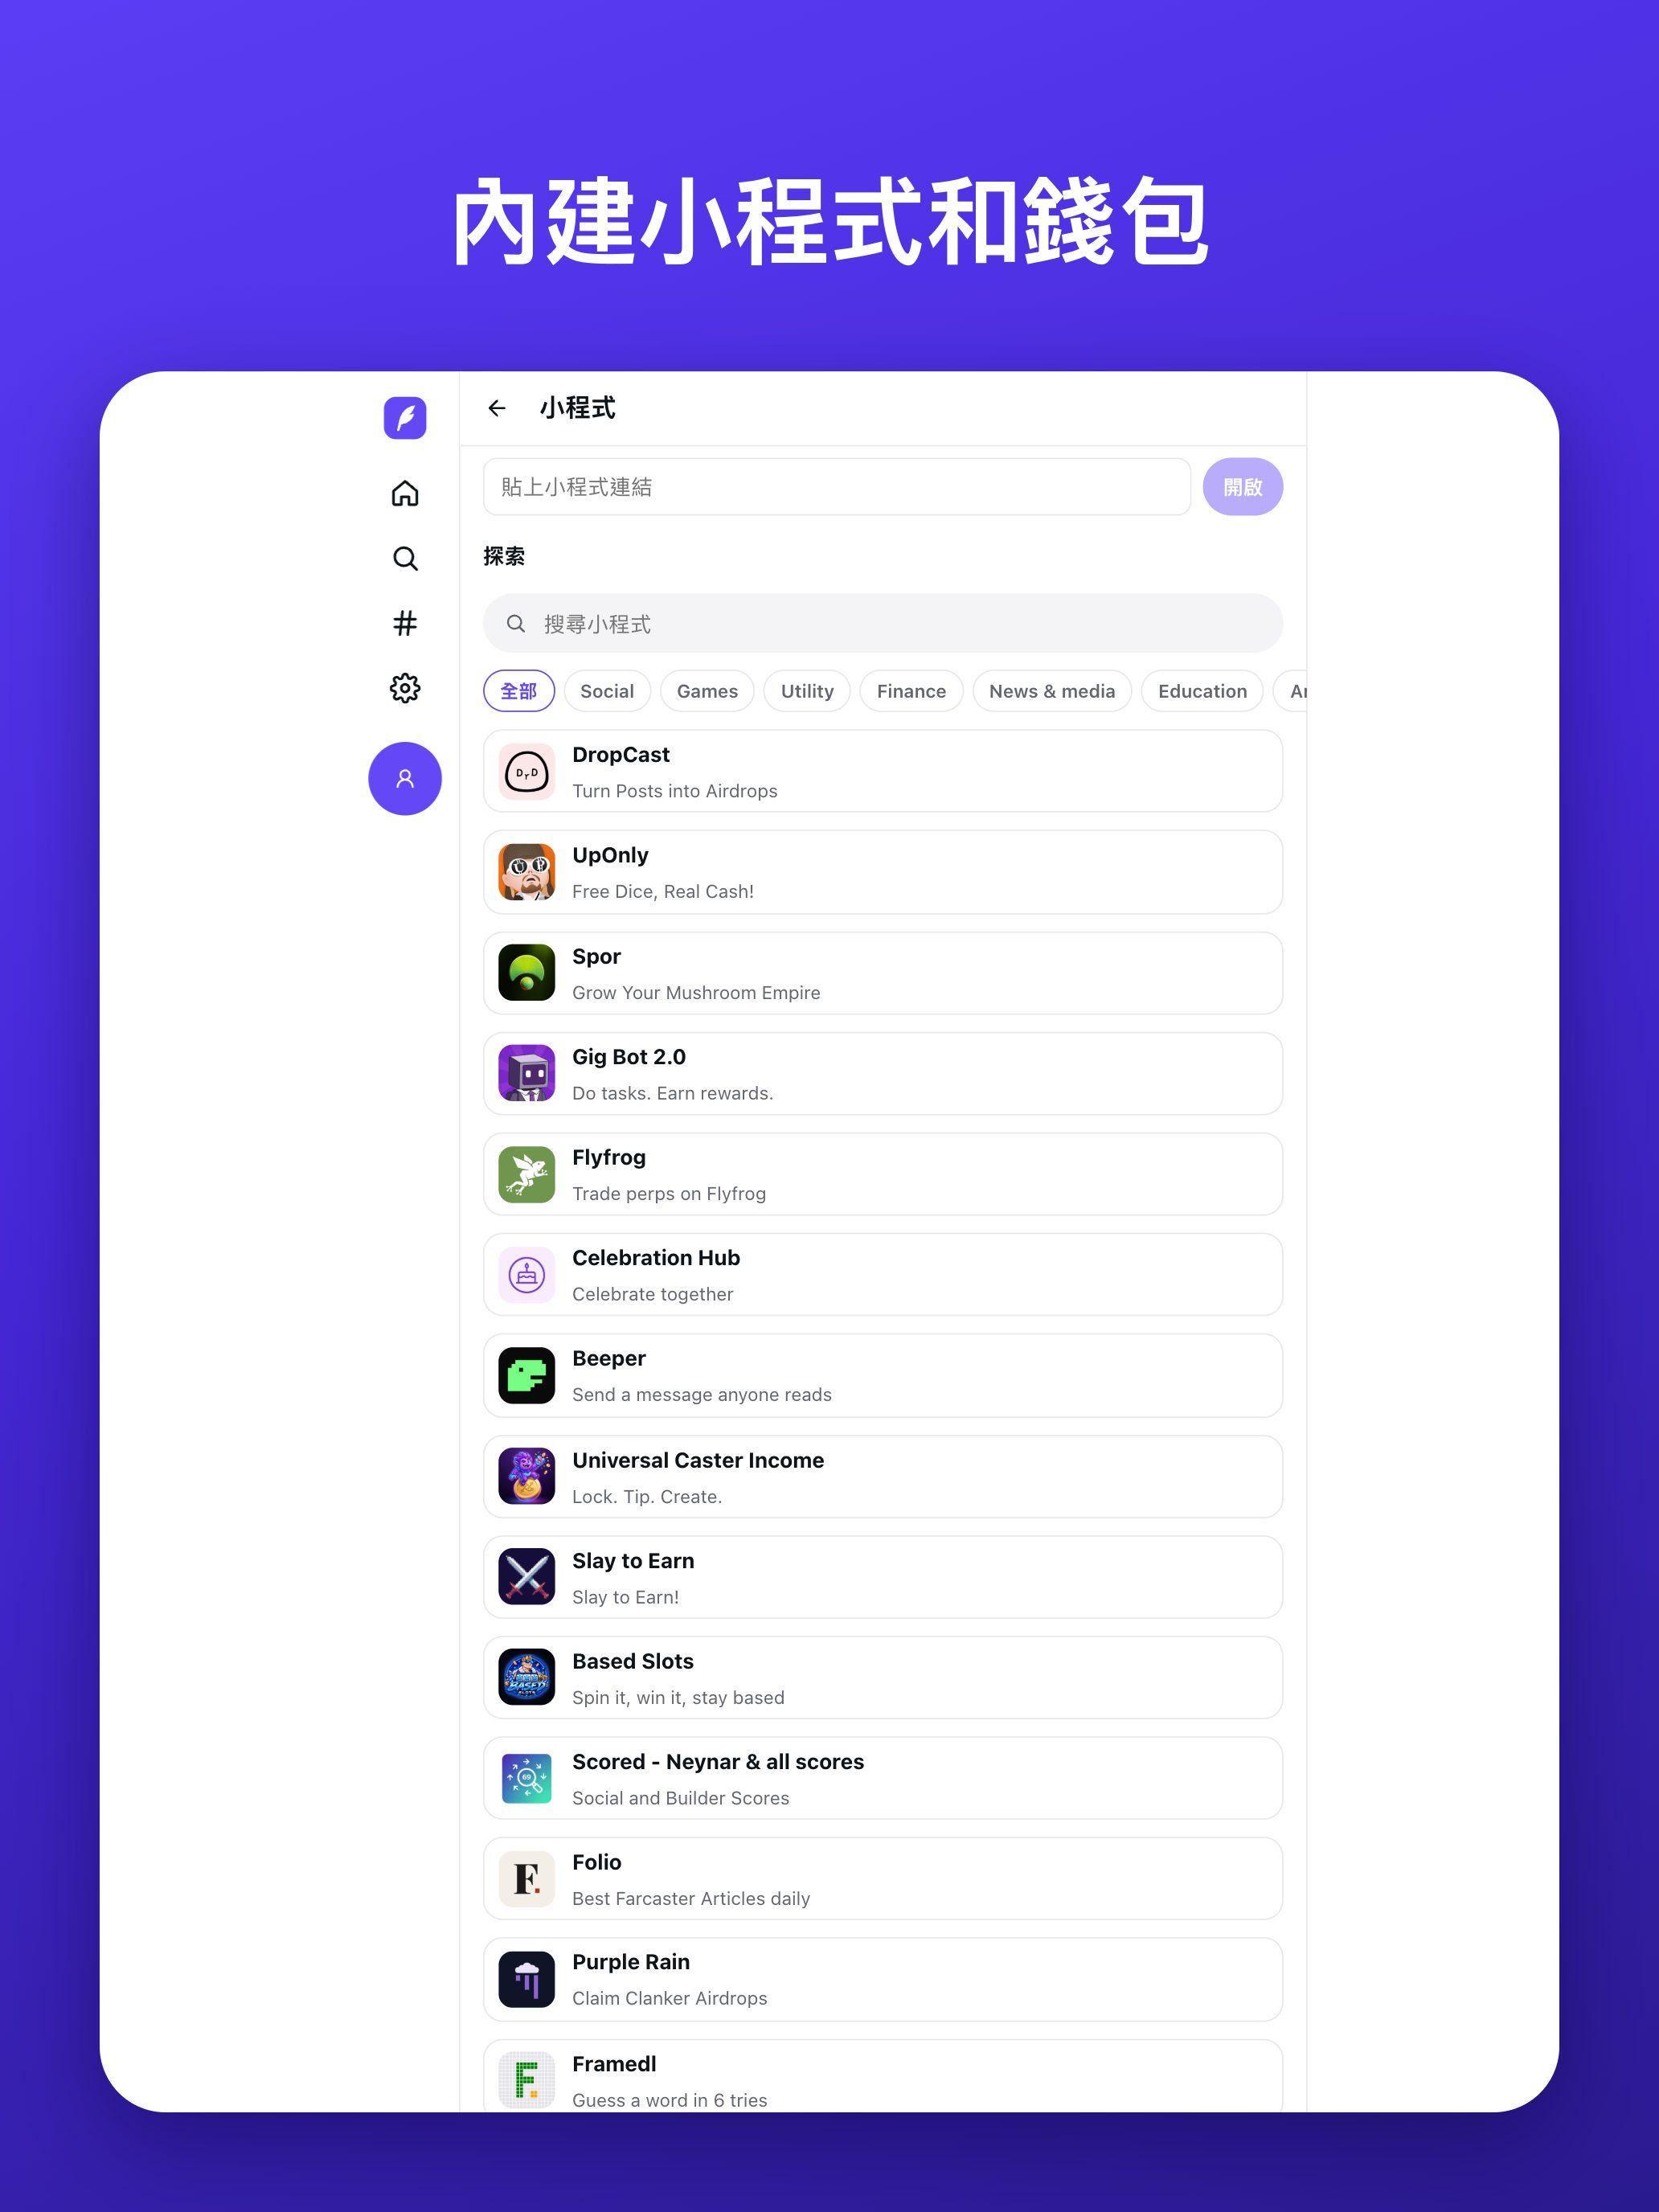 內建小程式和錢包
小程式
貼上小程式連結
開啟
探索
搜尋小程式
全部 Social Games Utility Finance News & media Education
DrD
DropCast
Turn Posts into Airdrops
UpOnly
Free Dice, Real Cash!
Spor
Grow Your Mushroom Empire
Gig Bot 2.0
Do tasks. Earn rewards.
Flyfrog
Trade perps on Flyfrog
Celebration Hub
Celebrate together
Beeper
Send a message anyone reads
Universal Caster Income
Lock. Tip. Create.
Slay to Earn
Slay to Earn!
BASED
Based Slots
Spin it, win it, stay based
69
Scored - Neynar & all scores
Social and Builder Scores
F.
Folio
Best Farcaster Articles daily
Purple Rain
Claim Clanker Airdrops
F.
Framedl
Guess a word in 6 tries